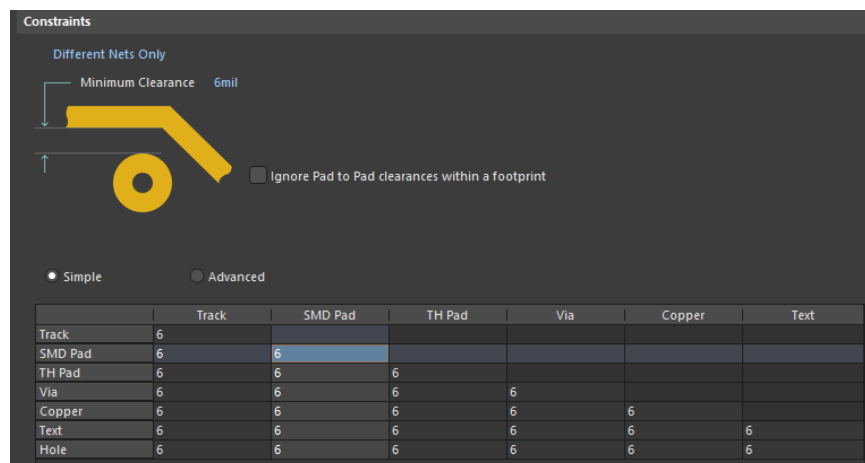 Constraints
Different Nets Only
Minimum Clearance 6mil
Ignore Pad to Pad clearances within a footprint
Simple Advanced
Track SMD Pad TH Pad Via Copper Text
Track 6
SMD Pad 6 6
TH Pad 6 6 6
Via 6 6 6 6
Copper 6 6 6 6 6
Text 6 6 6 6 6 6
Hole 6 6 6 6 6 6